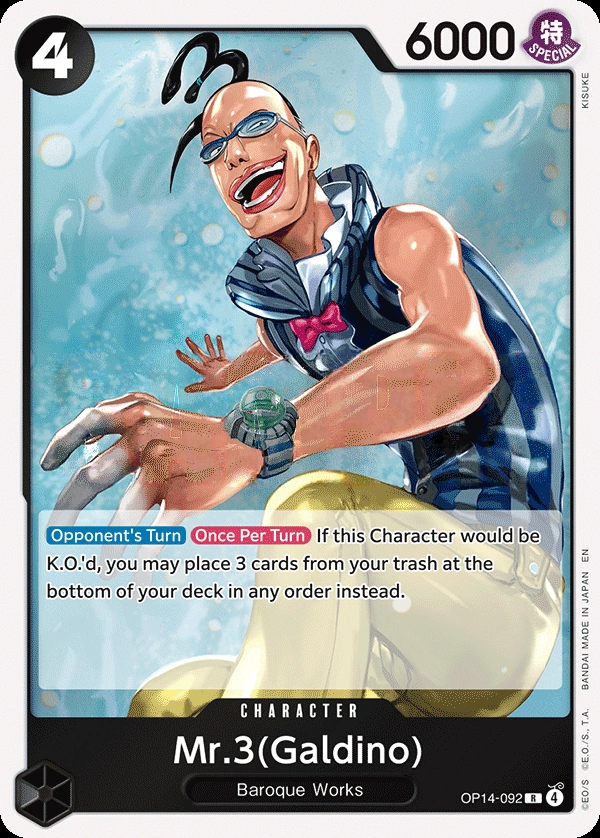 4
6000
特
SPECIAL
KISUKE
Opponent's Turn Once Per Turn If this Character would be
K.O.'d, you may place 3 cards from your trash at the
bottom of your deck in any order instead.
BANDAI MADE IN JAPAN EN
©E/S ©E.O./S., T.A.
CHARACTER
Mr.3(Galdino)
Baroque Works
OP14-092 R 4